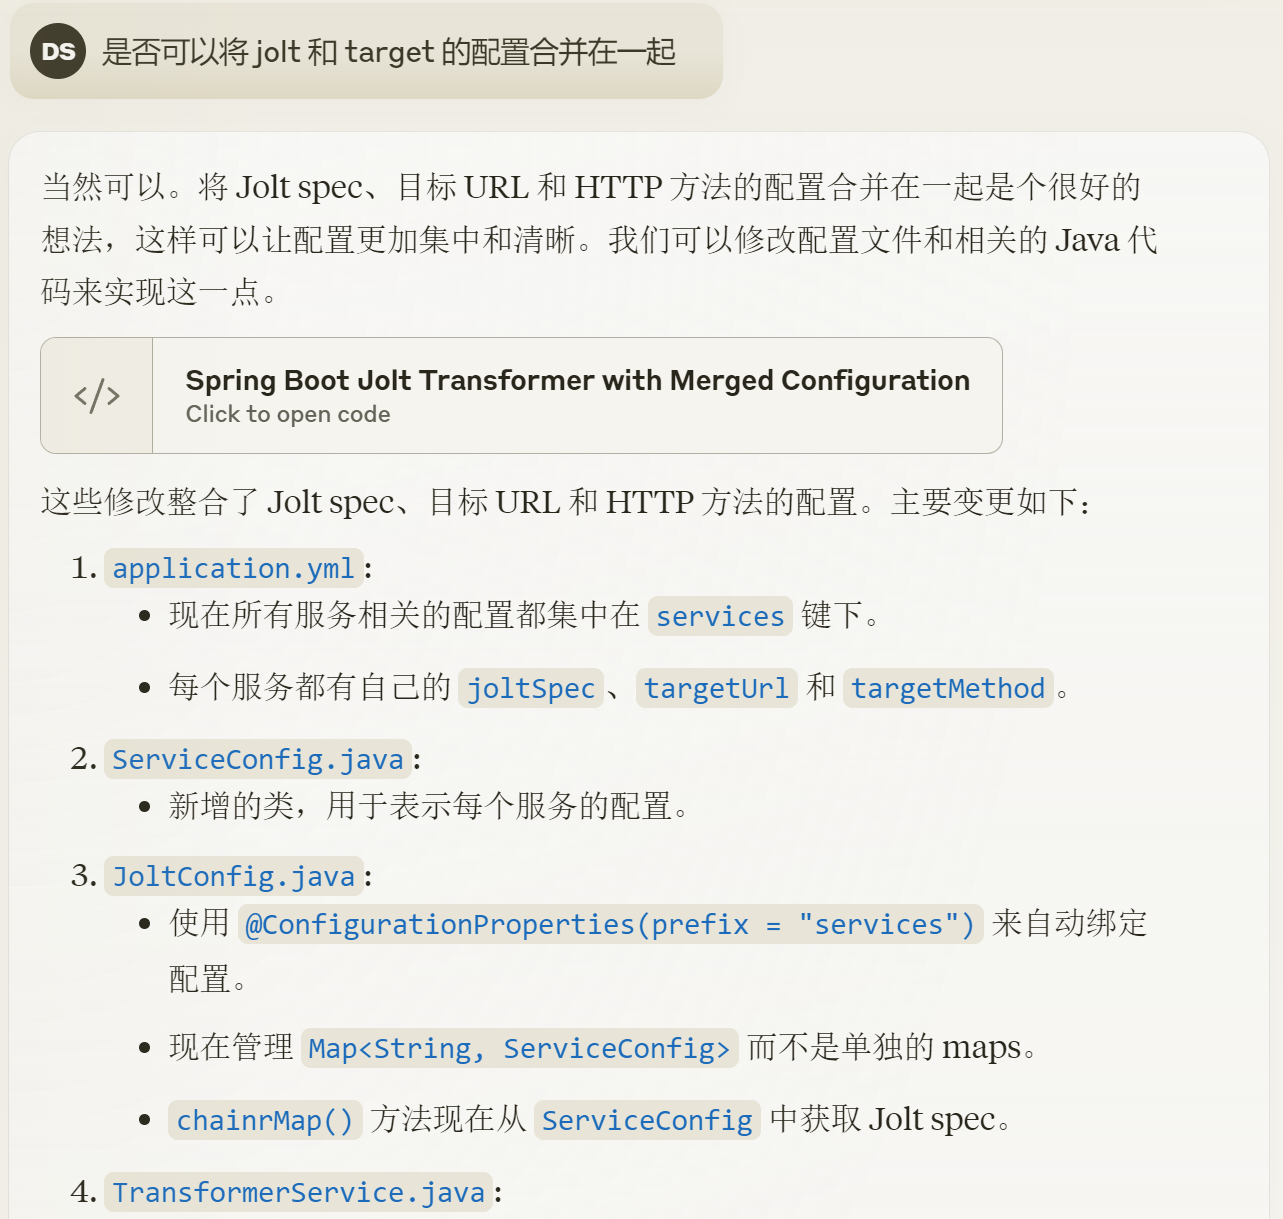 DS 是否可以将 jolt 和 target 的配置合并在一起
当然可以。将 Jolt spec、目标 URL 和 HTTP 方法的配置合并在一起是个很好的
想法，这样可以让配置更加集中和清晰。我们可以修改配置文件和相关的 Java 代
码来实现这一点。
</>
Spring Boot Jolt Transformer with Merged Configuration
Click to open code
这些修改整合了 Jolt spec、目标 URL 和 HTTP 方法的配置。主要变更如下：
1. application.yml:
• 现在所有服务相关的配置都集中在 services 键下。
• 每个服务都有自己的 joltSpec、targetUrl 和 targetMethod。
2. ServiceConfig.java:
• 新增的类，用于表示每个服务的配置。
3. JoltConfig.java:
• 使用 @ConfigurationProperties(prefix = "services") 来自动绑定
配置。
• 现在管理 Map<String, ServiceConfig> 而不是单独的 maps。
• chainrMap() 方法现在从 ServiceConfig 中获取 Jolt spec。
4. TransformerService.java: